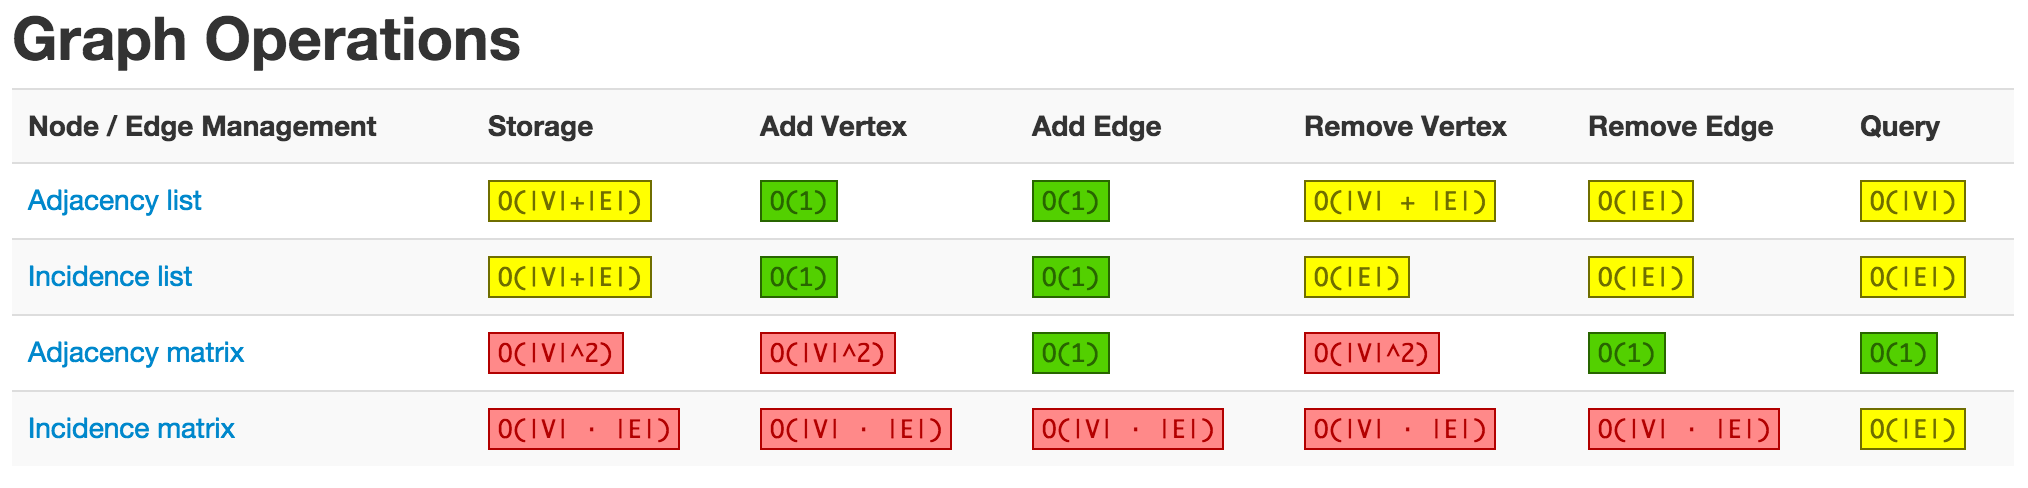 Graph Operations
Node / Edge Management Storage Add Vertex Add Edge Remove Vertex Remove Edge Query
Adjacency list O(|V|+|E|) O(1) O(1) O(|V| + |E|) O(|E|) O(|V|)
Incidence list O(|V|+|E|) O(1) O(1) O(|E|) O(|E|) O(|E|)
Adjacency matrix O(|V|^2) O(|V|^2) O(1) O(|V|^2) O(1) O(1)
Incidence matrix O(|V| · |E|) O(|V| · |E|) O(|V| · |E|) O(|V| · |E|) O(|V| · |E|) O(|E|)